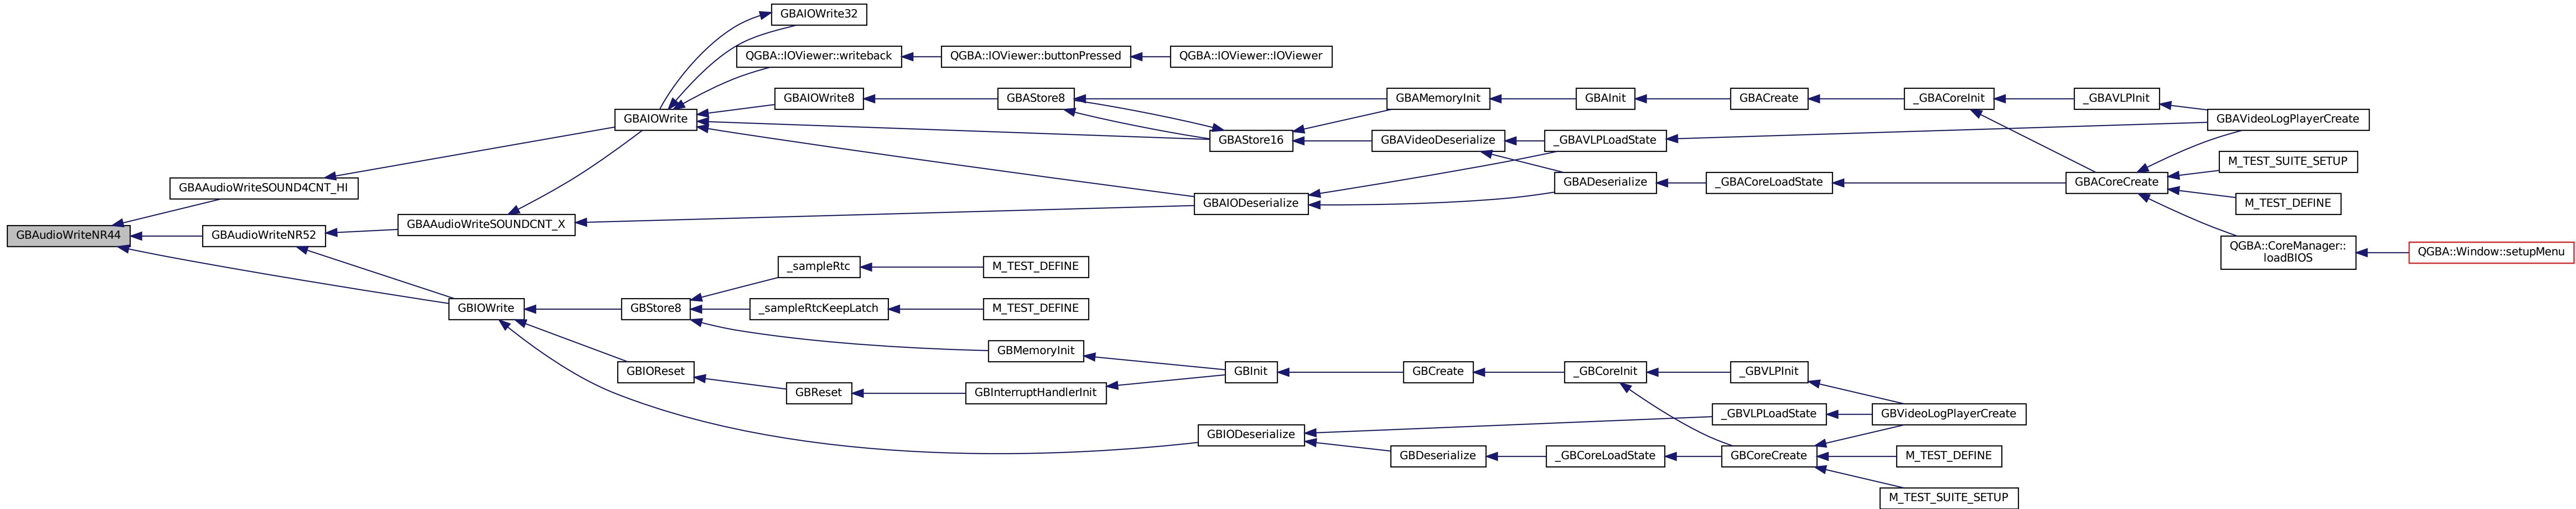 GBAIOWrite32
QGBA::IOViewer::writeback
QGBA::IOViewer::buttonPressed
QGBA::IOViewer::IOViewer
GBAIOWrite8
GBAStore8
GBAMemoryInit
GBAInit
GBACreate
_GBACoreInit
_GBAVLPInit
GBAIOWrite
GBAVideoLogPlayerCreate
GBAStore16
GBAVideoDeserialize
_GBAVLPLoadState
M_TEST_SUITE_SETUP
GBAAudioWriteSOUND4CNT_HI
GBADeserialize
_GBACoreLoadState
GBACoreCreate
GBAIODeserialize
M_TEST_DEFINE
GBAAudioWriteSOUNDCNT_X
GBAudioWriteNR44
GBAudioWriteNR52
QGBA::CoreManager::
loadBIOS
QGBA::Window::setupMenu
_sampleRtc
M_TEST_DEFINE
GBIOWrite
GBStore8
_sampleRtcKeepLatch
M_TEST_DEFINE
GBMemoryInit
GBIOReset
GBInit
GBCreate
_GBCoreInit
_GBVLPInit
GBReset
GBInterruptHandlerInit
_GBVLPLoadState
GBVideoLogPlayerCreate
GBIODeserialize
GBDeserialize
_GBCoreLoadState
GBCoreCreate
M_TEST_DEFINE
M_TEST_SUITE_SETUP